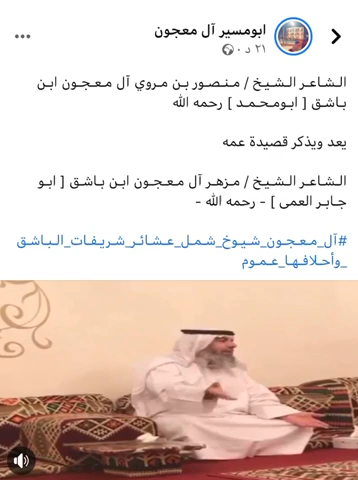 ابومسير آل معجون
٢١ د ·
الشاعر الشيخ / منصور بن مروي آل معجون ابن
باشق [ ابومحمد ] رحمه الله
يعد ويذكر قصيدة عمه
الشاعر الشيخ / مزهر آل معجون ابن باشق [ ابو
جابر العمى ] - رحمه الله -
#آل_معجون_شيوخ_شمل_عشائر_شريفات_الباشق
_وأحلافها_عموم